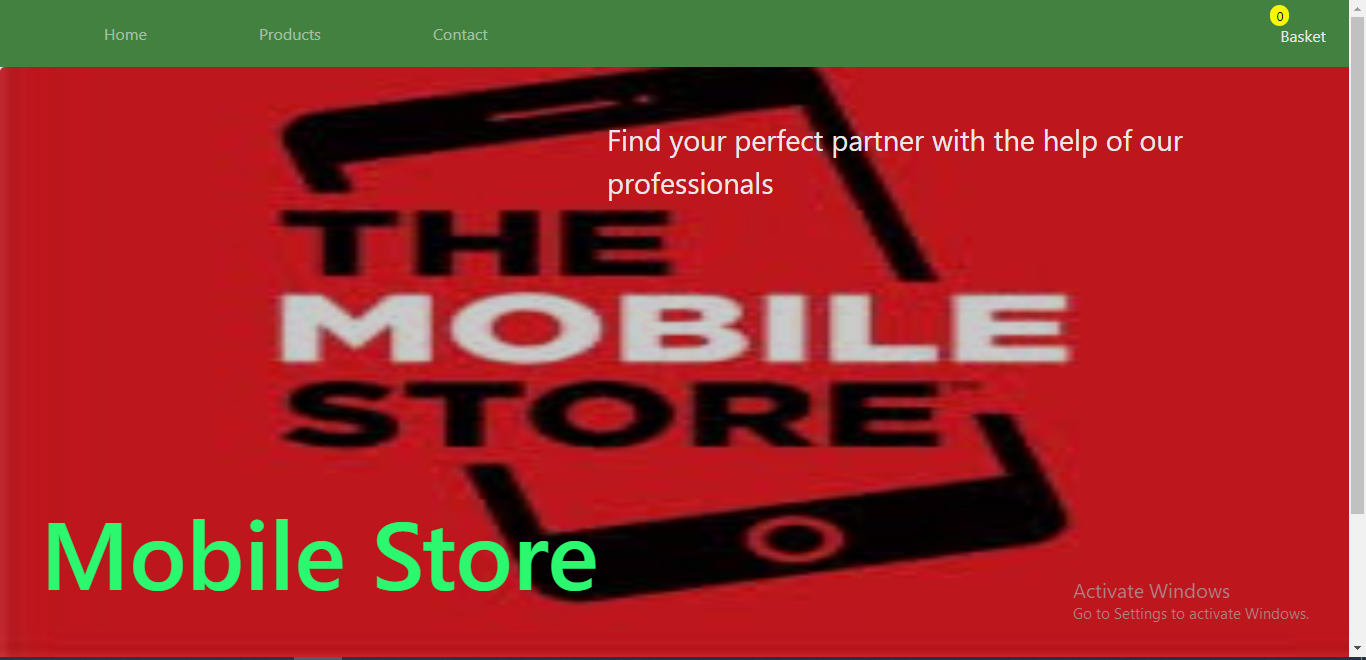 Home Products Contact
0
Basket
Find your perfect partner with the help of our
professionals
THE
MOBILE
STORE™
Mobile Store
Activate Windows
Go to Settings to activate Windows.